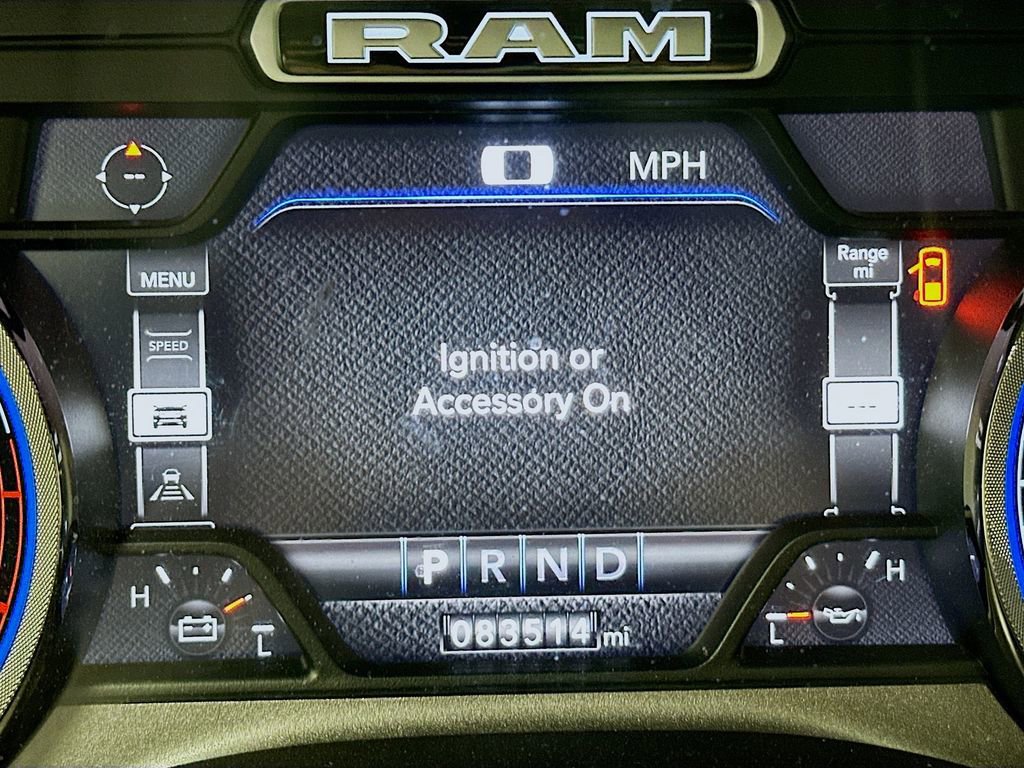 RAM
0 MPH
MENU
Range
mi
SPEED
Ignition or
Accessory On
---
P R N D
H
H
L
L
083514 mi